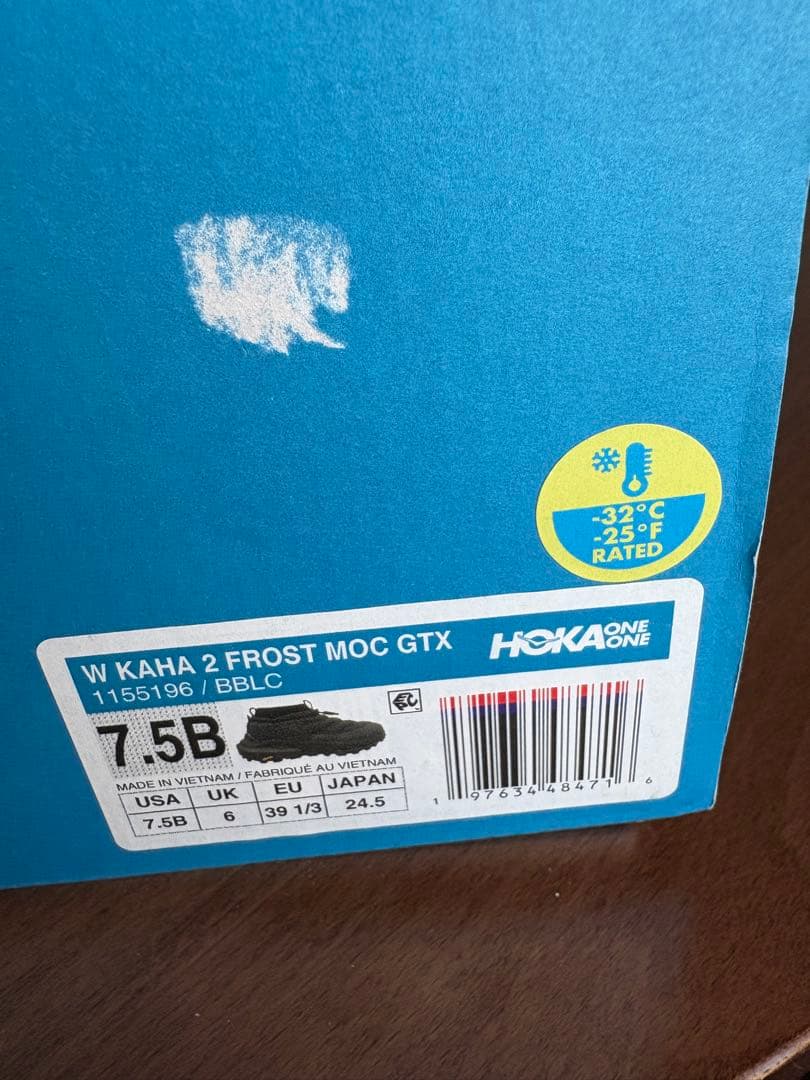 -32°C
-25°F
RATED
W KAHA 2 FROST MOC GTX
HOKA ONE ONE
1155196 / BBLC
7.5B
MADE IN VIETNAM / FABRIQUÉ AU VIETNAM
USA UK EU JAPAN
7.5B 6 39 1/3 24.5
1 97634 48471 6